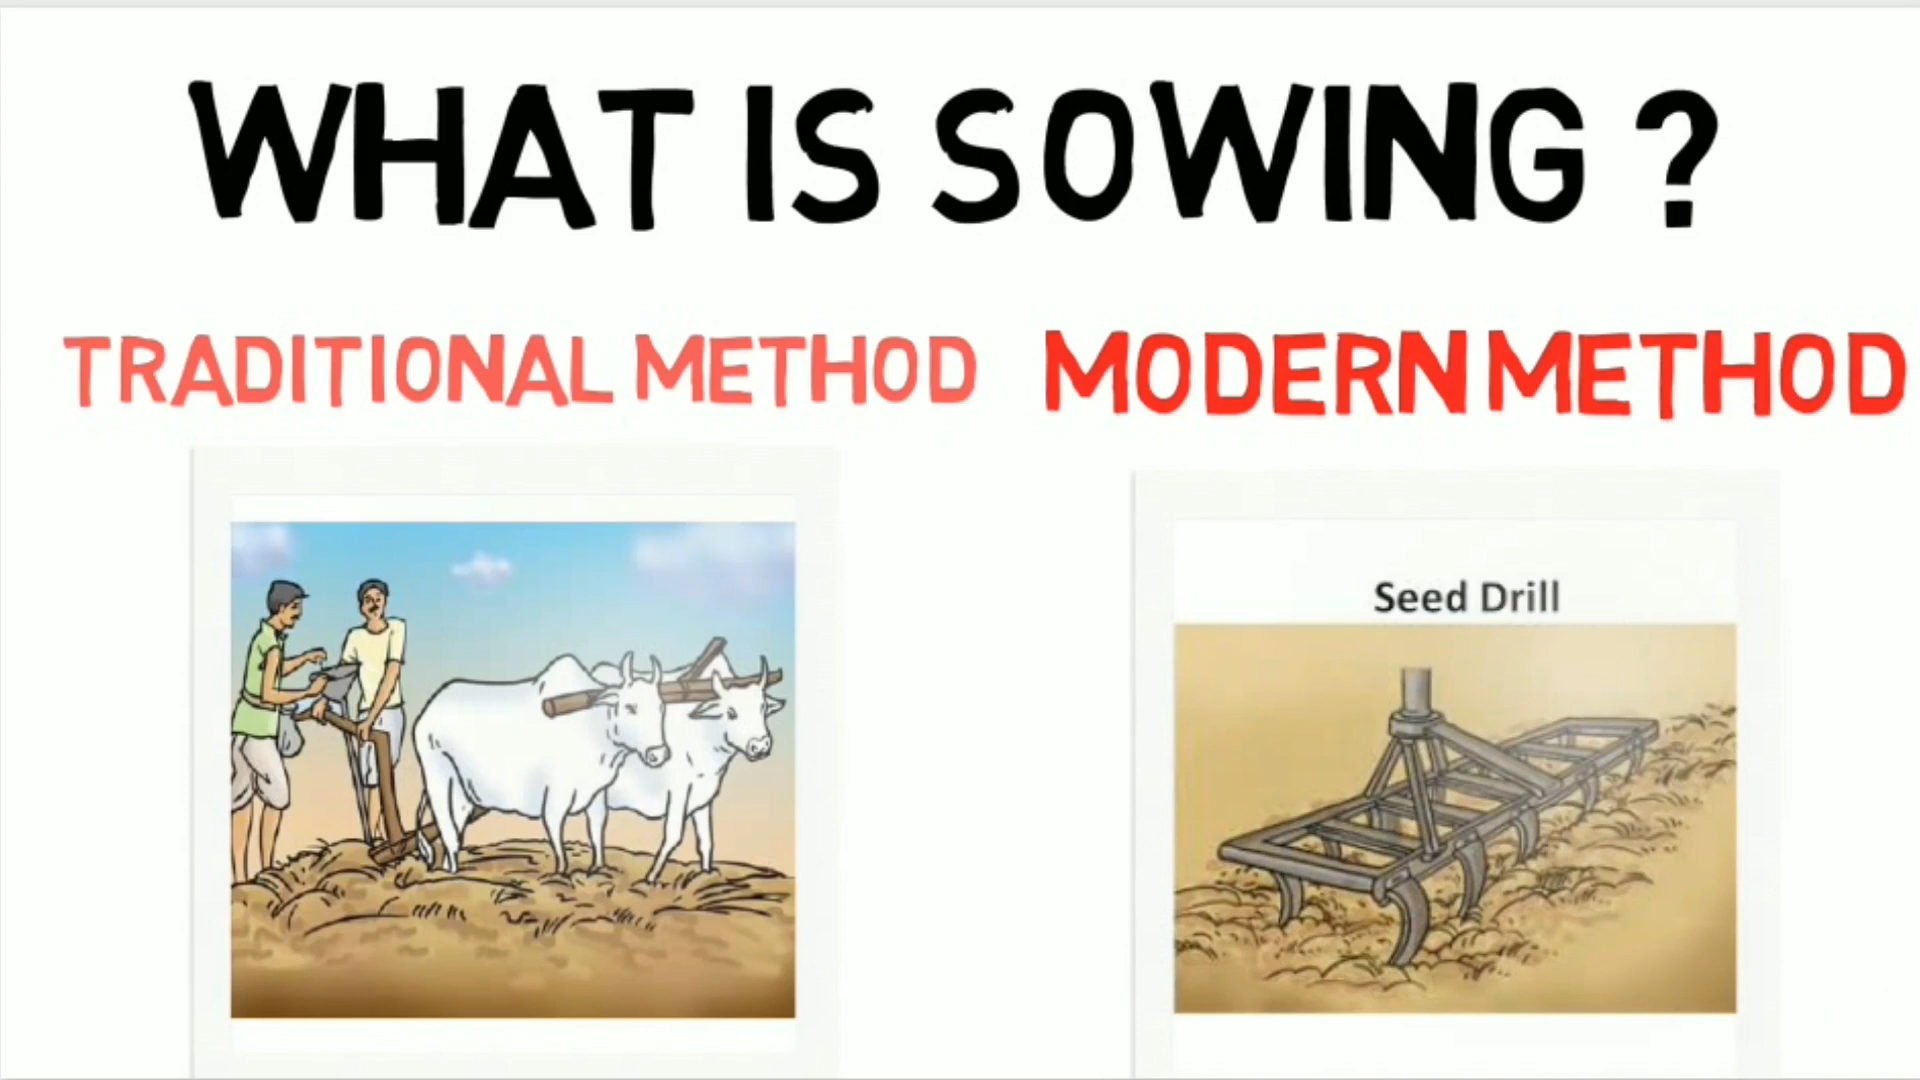 WHAT IS SOWING ?
TRADITIONAL METHOD
MODERN METHOD
Seed Drill